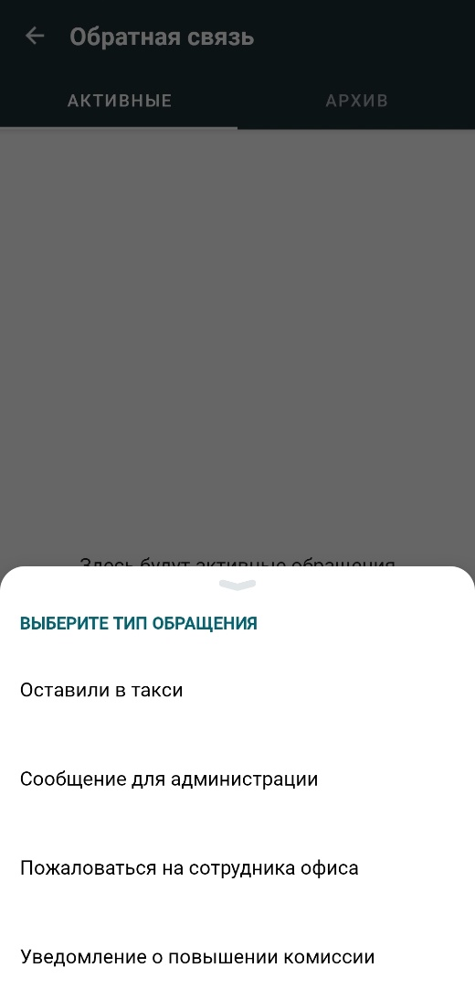 Обратная связь
АКТИВНЫЕ
АРХИВ
Здесь будут активные обращения
ВЫБЕРИТЕ ТИП ОБРАЩЕНИЯ
Оставили в такси
Сообщение для администрации
Пожаловаться на сотрудника офиса
Уведомление о повышении комиссии